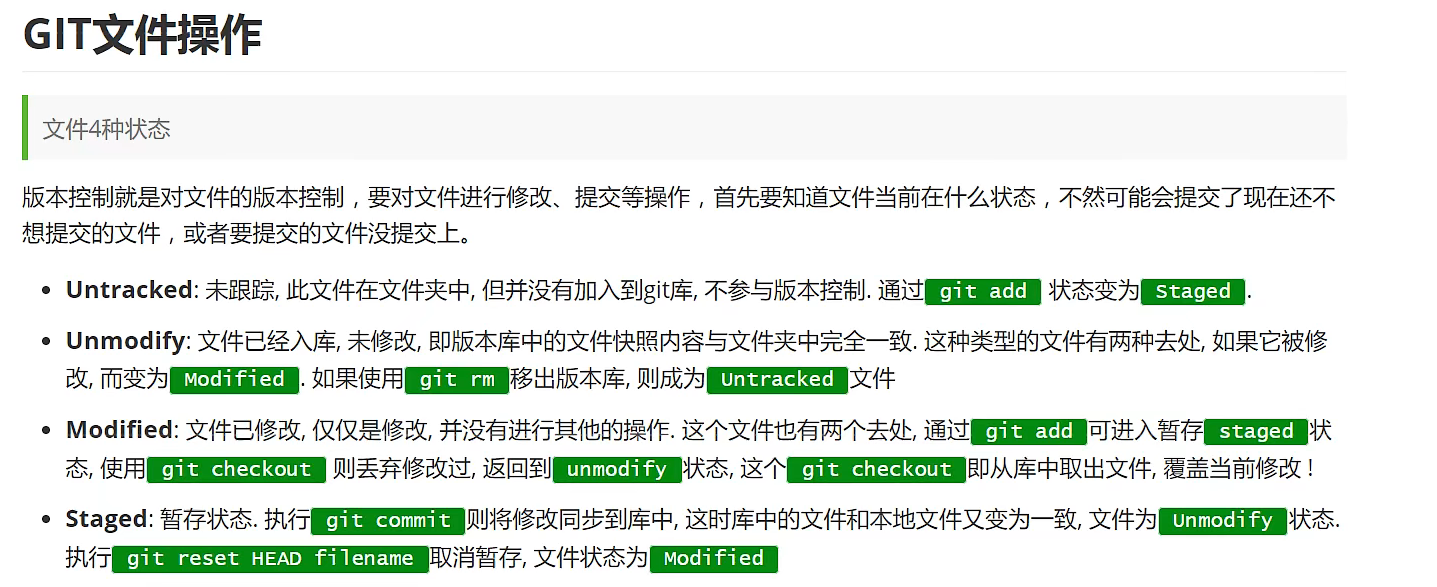 GIT文件操作
文件4种状态
版本控制就是对文件的版本控制，要对文件进行修改、提交等操作，首先要知道文件当前在什么状态，不然可能会提交了现在还不
想提交的文件，或者要提交的文件没提交上。
• Untracked: 未跟踪, 此文件在文件夹中, 但并没有加入到git库, 不参与版本控制. 通过 git add 状态变为 Staged .
• Unmodify: 文件已经入库, 未修改, 即版本库中的文件快照内容与文件夹中完全一致. 这种类型的文件有两种去处, 如果它被修
改, 而变为 Modified . 如果使用 git rm 移出版本库, 则成为 Untracked 文件
• Modified: 文件已修改, 仅仅是修改, 并没有进行其他的操作. 这个文件也有两个去处, 通过 git add 可进入暂存 staged 状
态, 使用 git checkout 则丢弃修改过, 返回到 unmodify 状态, 这个 git checkout 即从库中取出文件, 覆盖当前修改 !
• Staged: 暂存状态. 执行 git commit 则将修改同步到库中, 这时库中的文件和本地文件又变为一致, 文件为 Unmodify 状态.
执行 git reset HEAD filename 取消暂存, 文件状态为 Modified